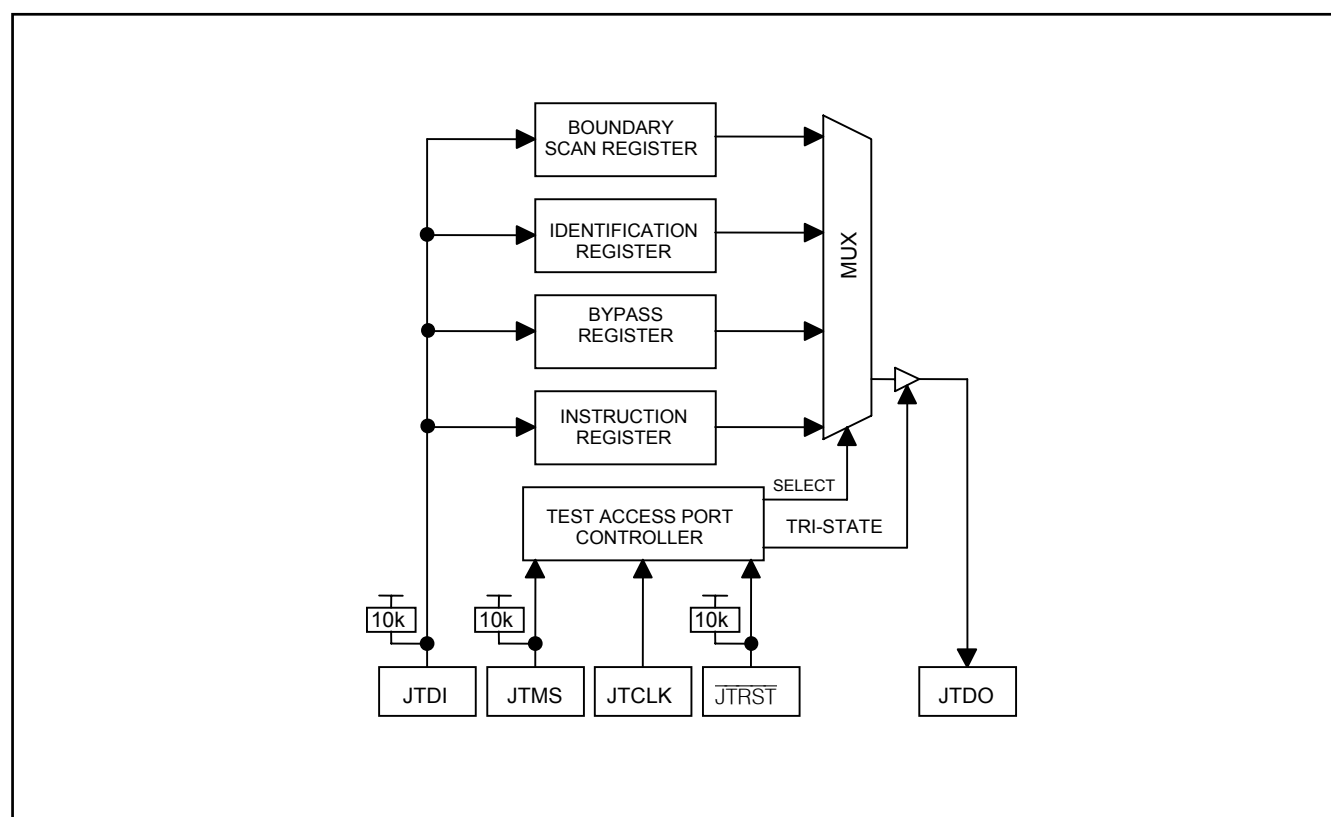 BOUNDARY
SCAN REGISTER
IDENTIFICATION
REGISTER
BYPASS
REGISTER
INSTRUCTION
REGISTER
MUX
SELECT
TEST ACCESS PORT
CONTROLLER
TRI-STATE
10k
10k
10k
JTDI
JTMS
JTCLK
JTRST
JTDO